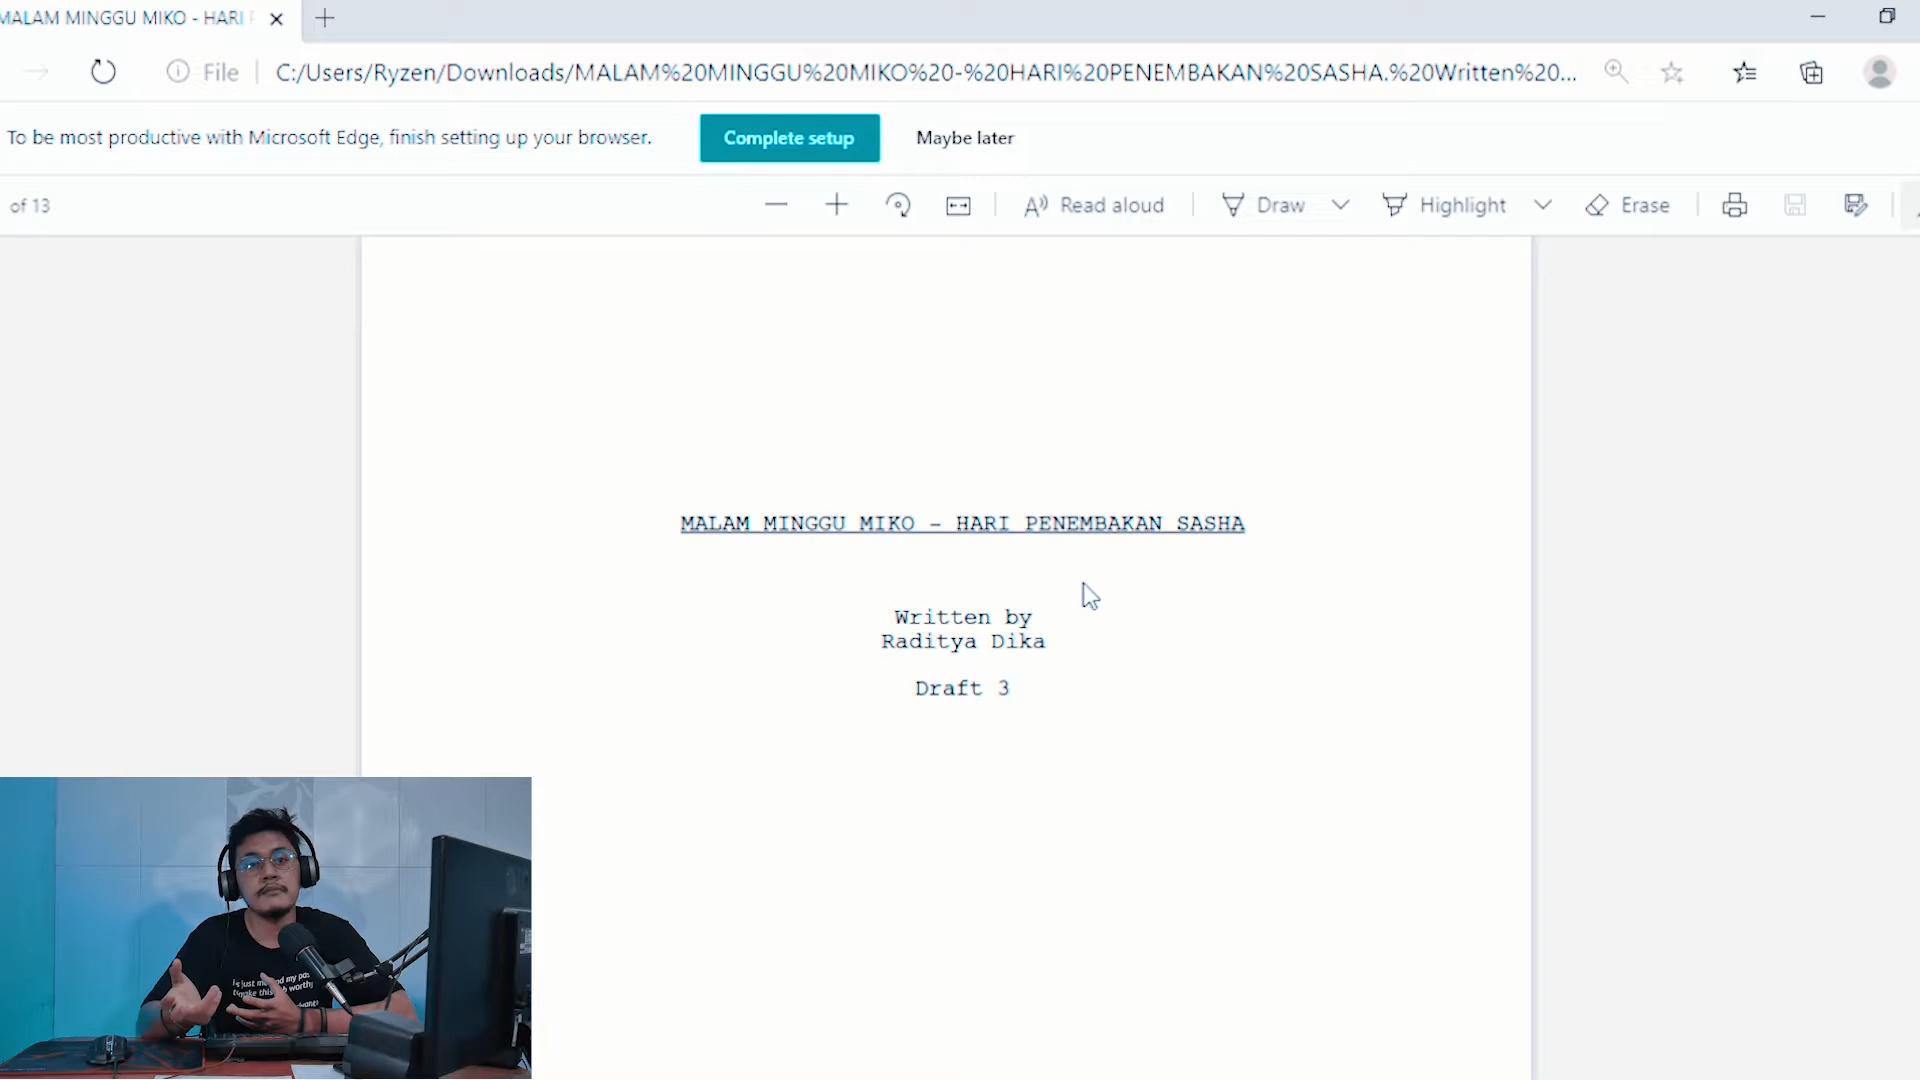 MALAM MINGGU MIKO - HARI P
File
C:/Users/Ryzen/Downloads/MALAM%20MINGGU%20MIKO%20-%20HARI%20PENEMBAKAN%20SASHA.%20Written%20...
To be most productive with Microsoft Edge, finish setting up your browser.
Complete setup
Maybe later
of 13
Read aloud
Draw
Highlight
Erase
MALAM MINGGU MIKO - HARI PENEMBAKAN SASHA
Written by
Raditya Dika
Draft 3